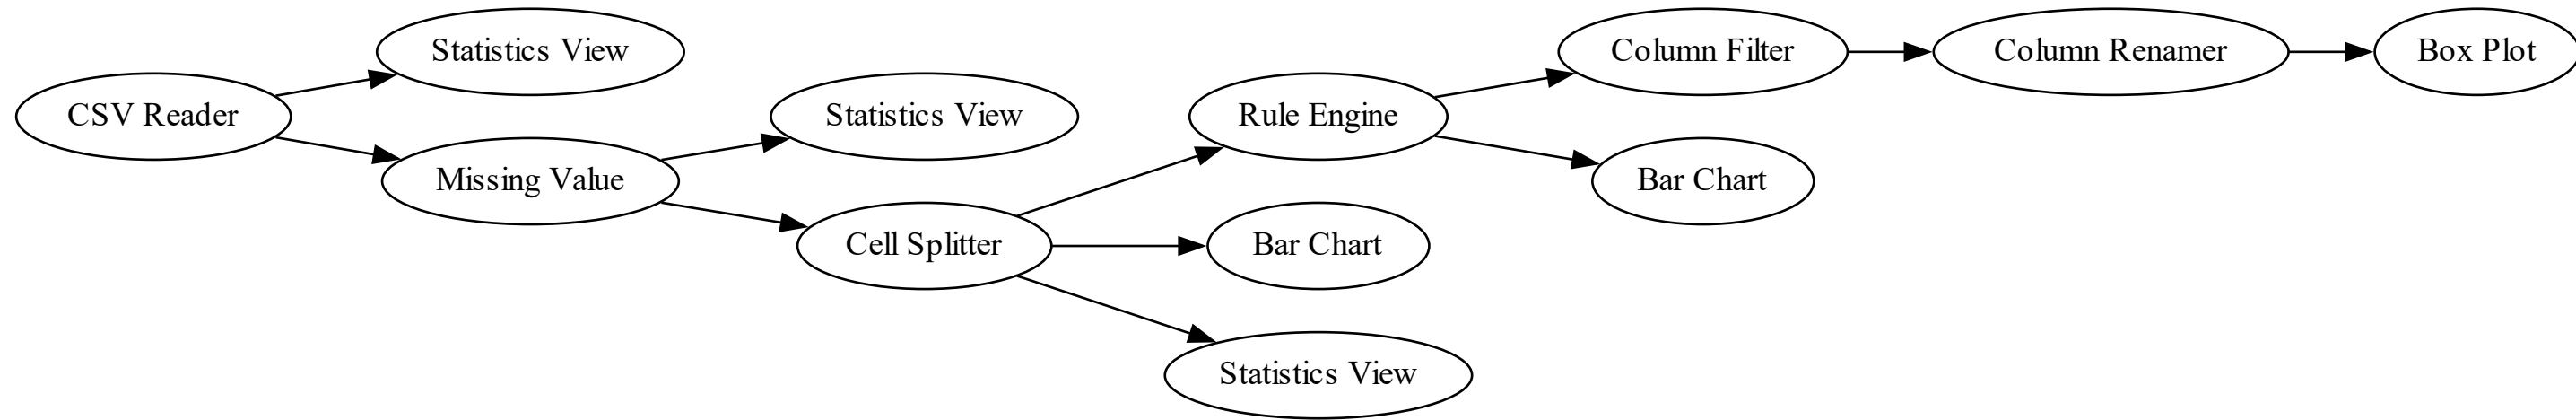 CSV Reader
Statistics View
Missing Value
Statistics View
Cell Splitter
Rule Engine
Bar Chart
Statistics View
Column Filter
Bar Chart
Column Renamer
Box Plot